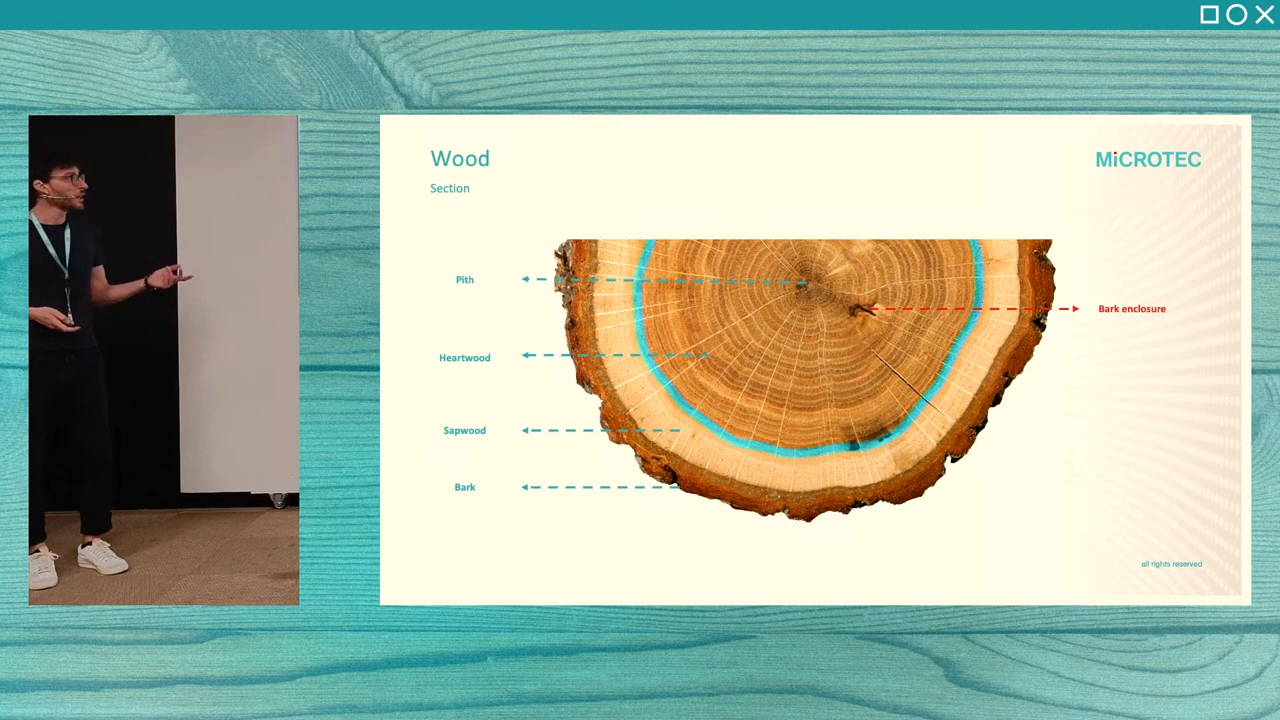 Wood
MiCROTEC
Section
Pith
Bark enclosure
Heartwood
Sapwood
Bark
all rights reserved